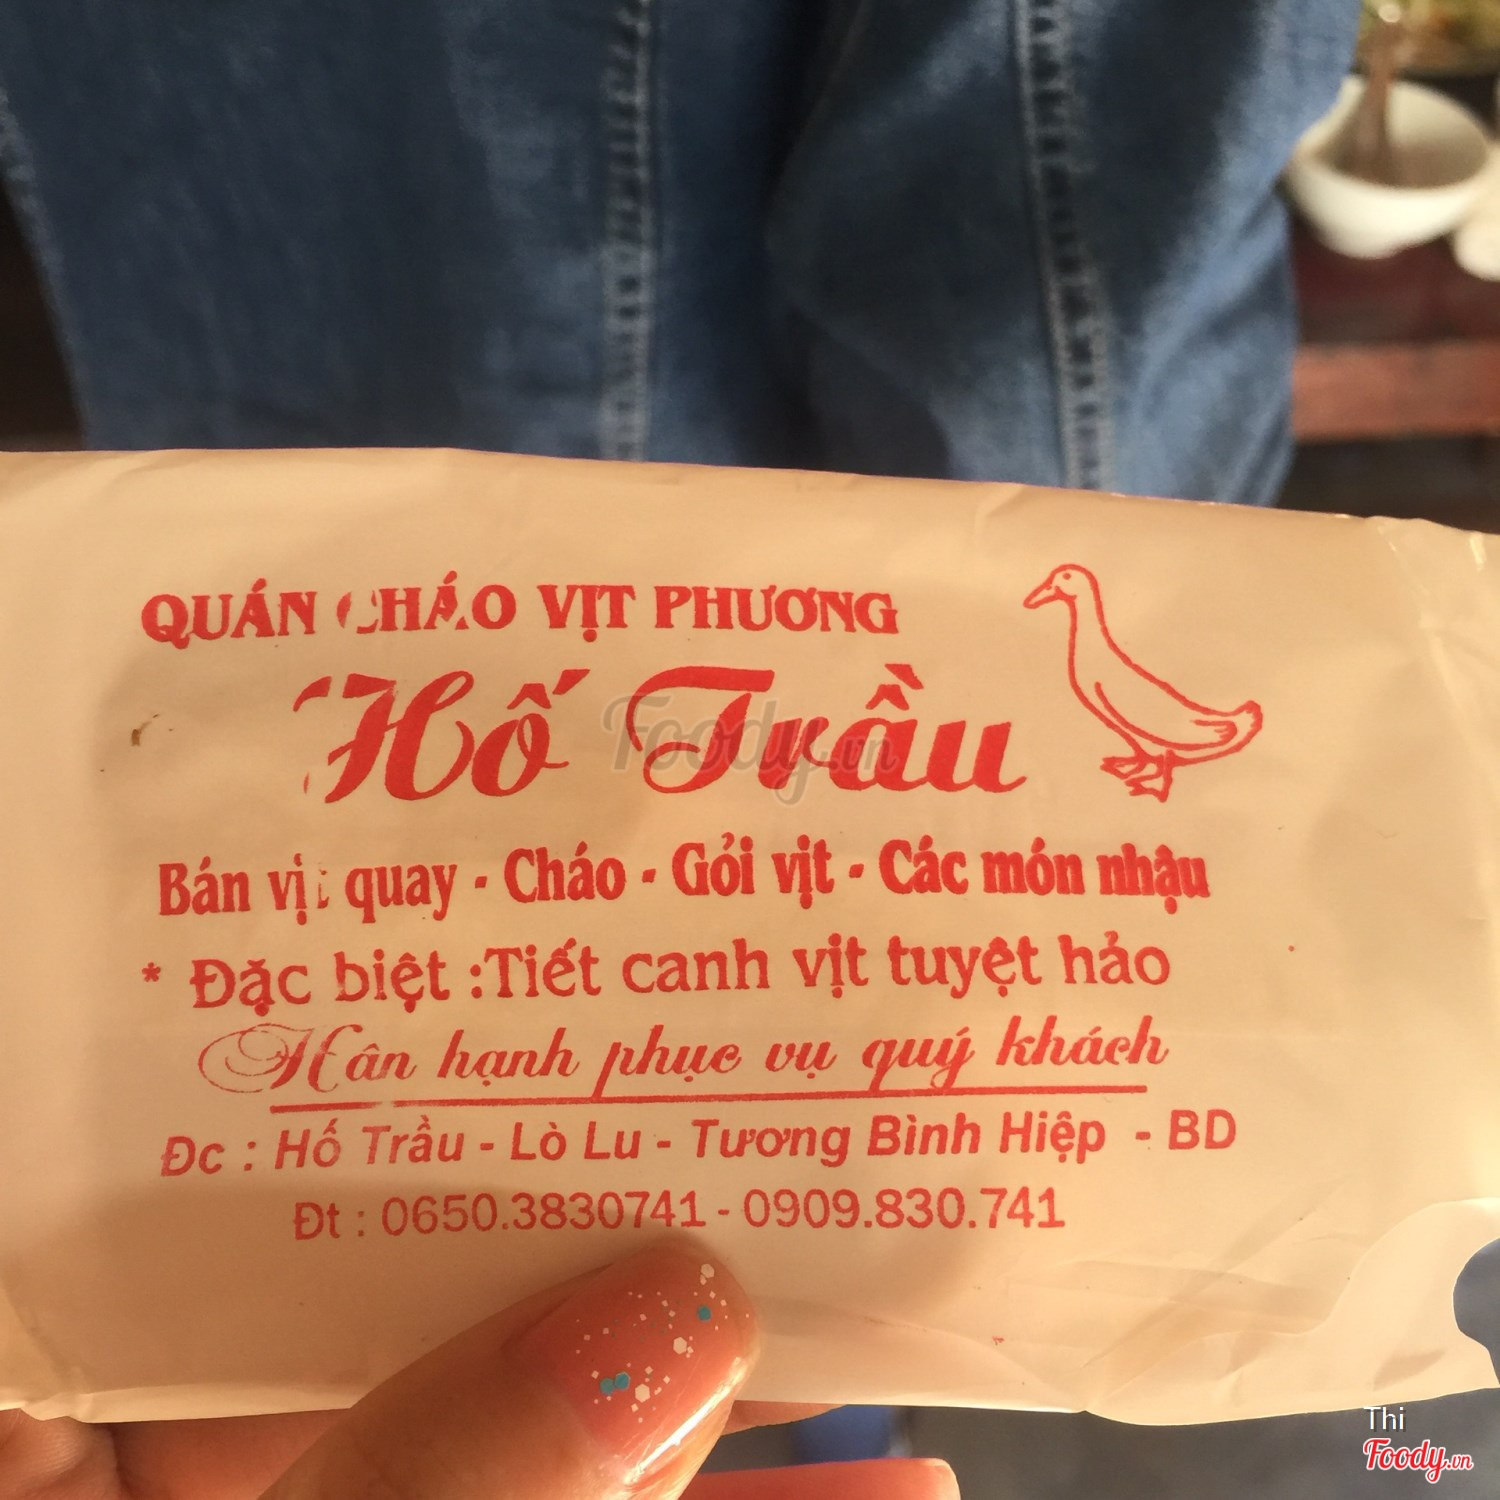 QUÁN CHÁO VỊT PHƯƠNG
Hố Trầu
Foody.vn
Bán vịt quay - Cháo - Gỏi vịt - Các món nhậu
* Đặc biệt :Tiết canh vịt tuyệt hảo
Hân hạnh phục vụ quý khách
Đc : Hố Trầu - Lò Lu - Tương Bình Hiệp - BD
Đt : 0650.3830741 - 0909.830.741
Thi
Foody.vn